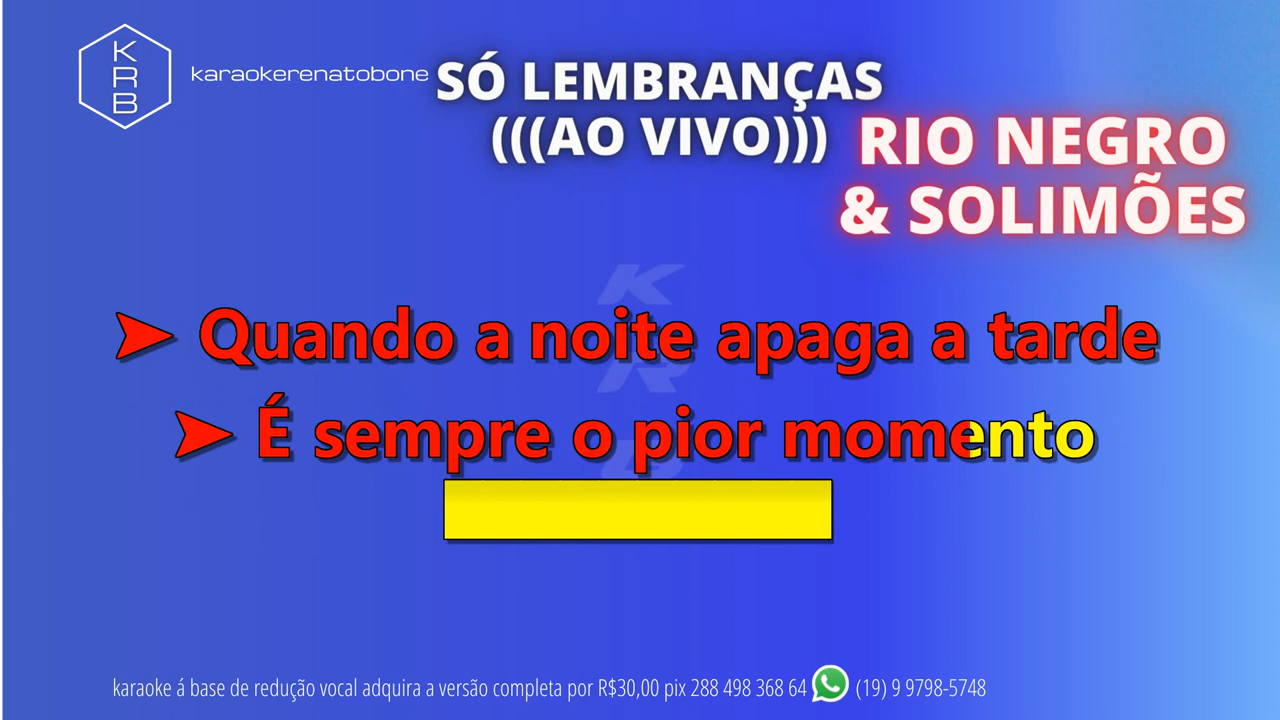 K
R
B
karaokerenatobone
SÓ LEMBRANÇAS
(((AO VIVO)))
RIO NEGRO
& SOLIMÕES
K
R
B
➤ Quando a noite apaga a tarde
➤ É sempre o pior momento
karaoke á base de redução vocal adquira a versão completa por R$30,00 pix 288 498 368 64 (19) 9 9798-5748